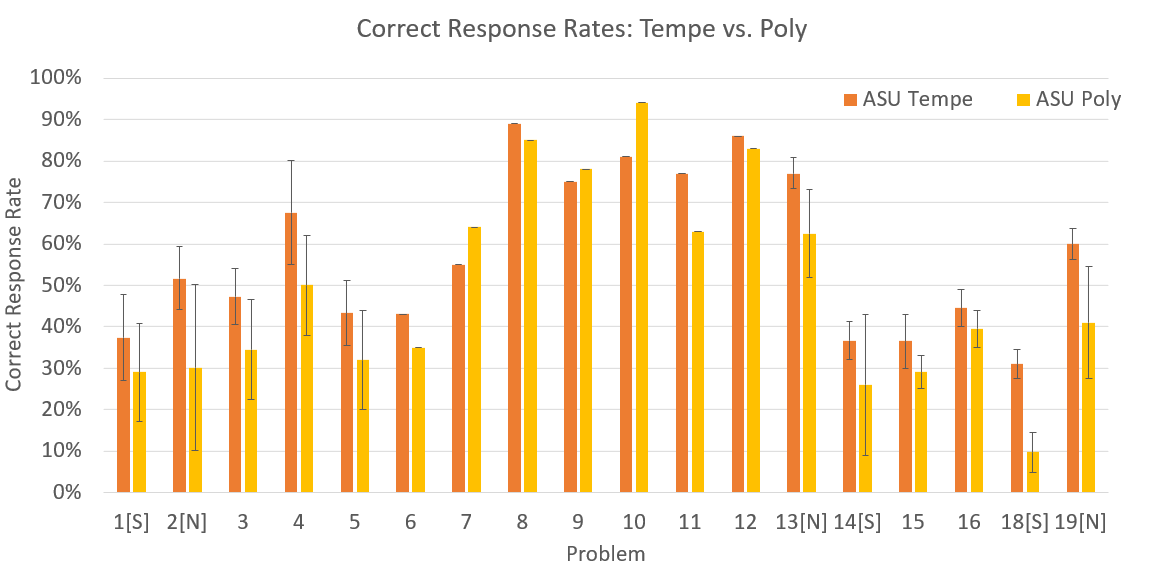 Correct Response Rates: Tempe vs. Poly
ASU Tempe ASU Poly
100%
90%
80%
70%
60%
50%
40%
30%
20%
10%
0%
Correct Response Rate
1[S] 2[N] 3 4 5 6 7 8 9 10 11 12 13[N] 14[S] 15 16 18[S] 19[N]
Problem